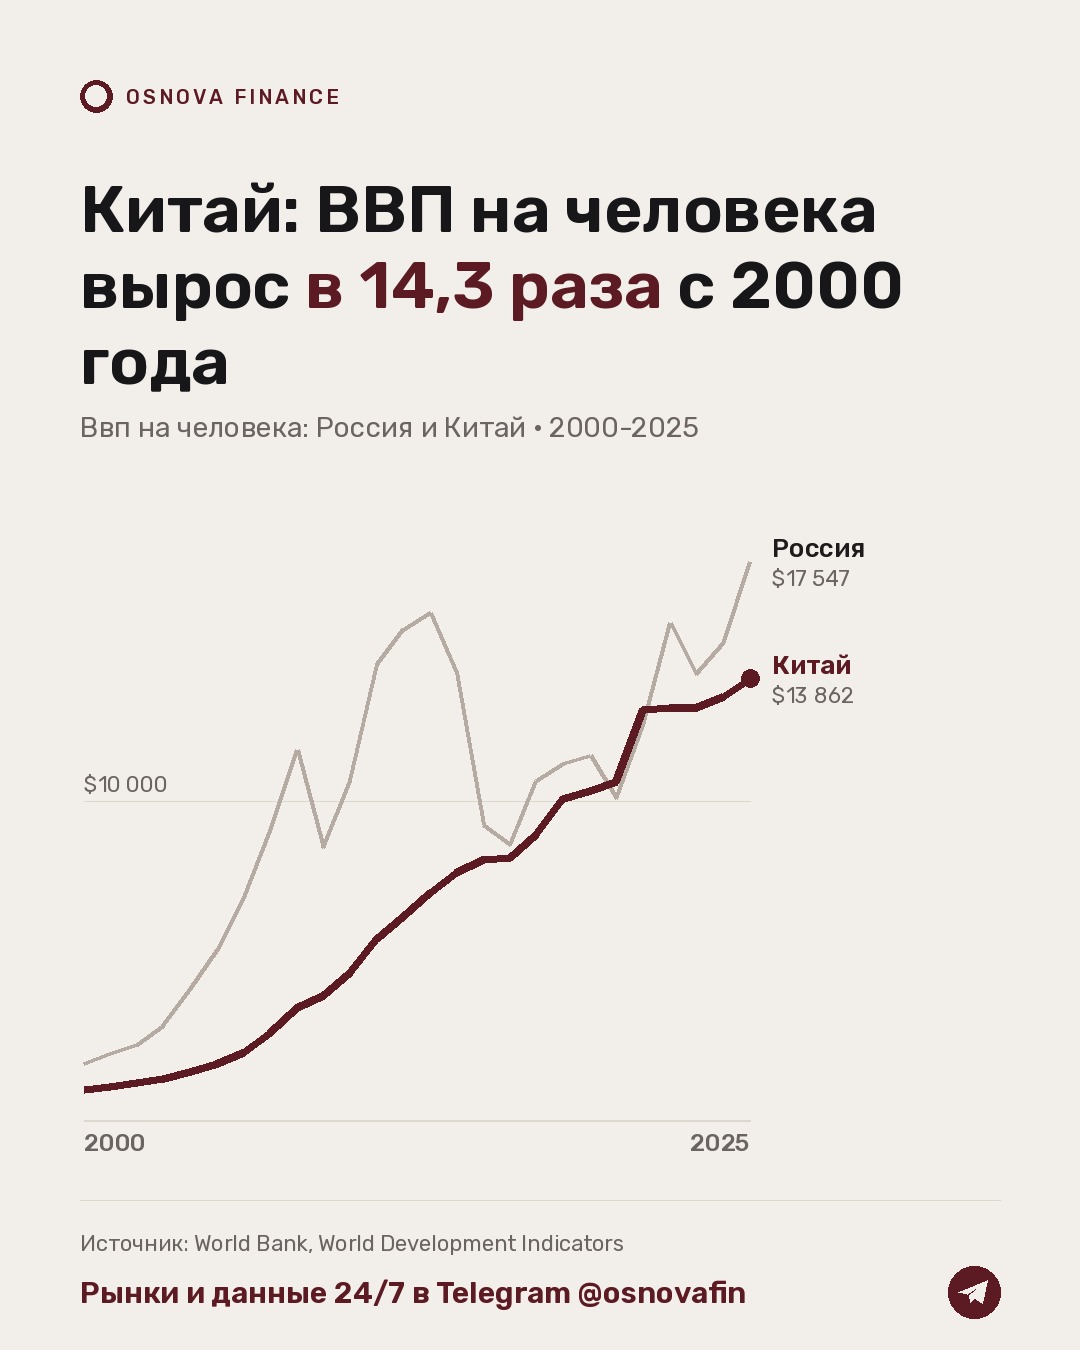 OSNOVA FINANCE
Китай: ВВП на человека
вырос в 14,3 раза с 2000
года
Ввп на человека: Россия и Китай • 2000–2025
Россия
$17 547
Китай
$13 862
$10 000
2000
2025
Источник: World Bank, World Development Indicators
Рынки и данные 24/7 в Telegram @osnovafin